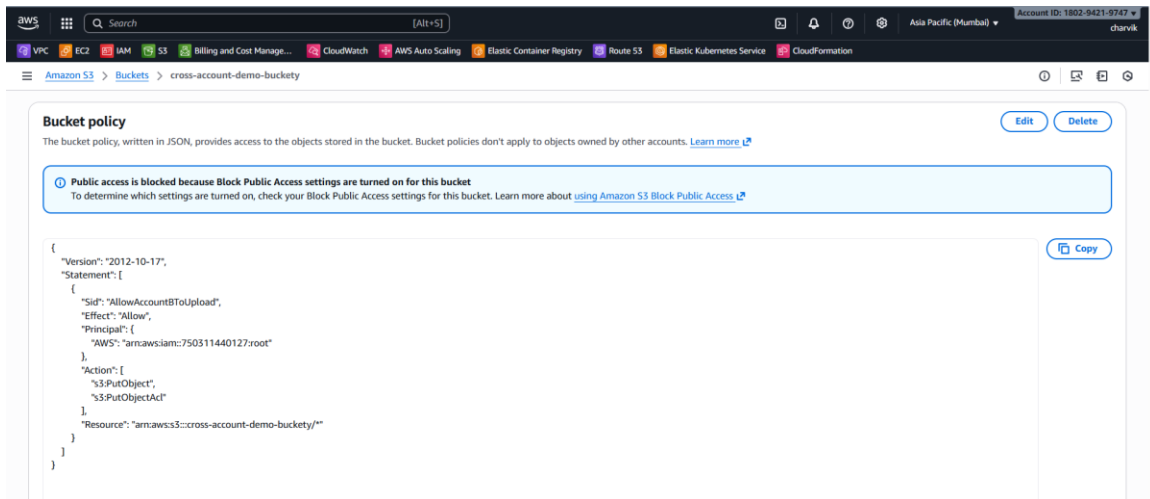 aws
Search [Alt+S]
Asia Pacific (Mumbai)
Account ID: 1802-9421-9747
charvik
VPC EC2 IAM S3 Billing and Cost Manage... CloudWatch AWS Auto Scaling Elastic Container Registry Route 53 Elastic Kubernetes Service CloudFormation
Amazon S3 > Buckets > cross-account-demo-buckety
Bucket policy
Edit Delete
The bucket policy, written in JSON, provides access to the objects stored in the bucket. Bucket policies don't apply to objects owned by other accounts. Learn more
Public access is blocked because Block Public Access settings are turned on for this bucket
To determine which settings are turned on, check your Block Public Access settings for this bucket. Learn more about using Amazon S3 Block Public Access
Copy
{
"Version": "2012-10-17",
"Statement": [
{
"Sid": "AllowAccountBToUpload",
"Effect": "Allow",
"Principal": {
"AWS": "arn:aws:iam::750311440127:root"
},
"Action": [
"s3:PutObject",
"s3:PutObjectAcl"
],
"Resource": "arn:aws:s3:::cross-account-demo-buckety/*"
}
]
}